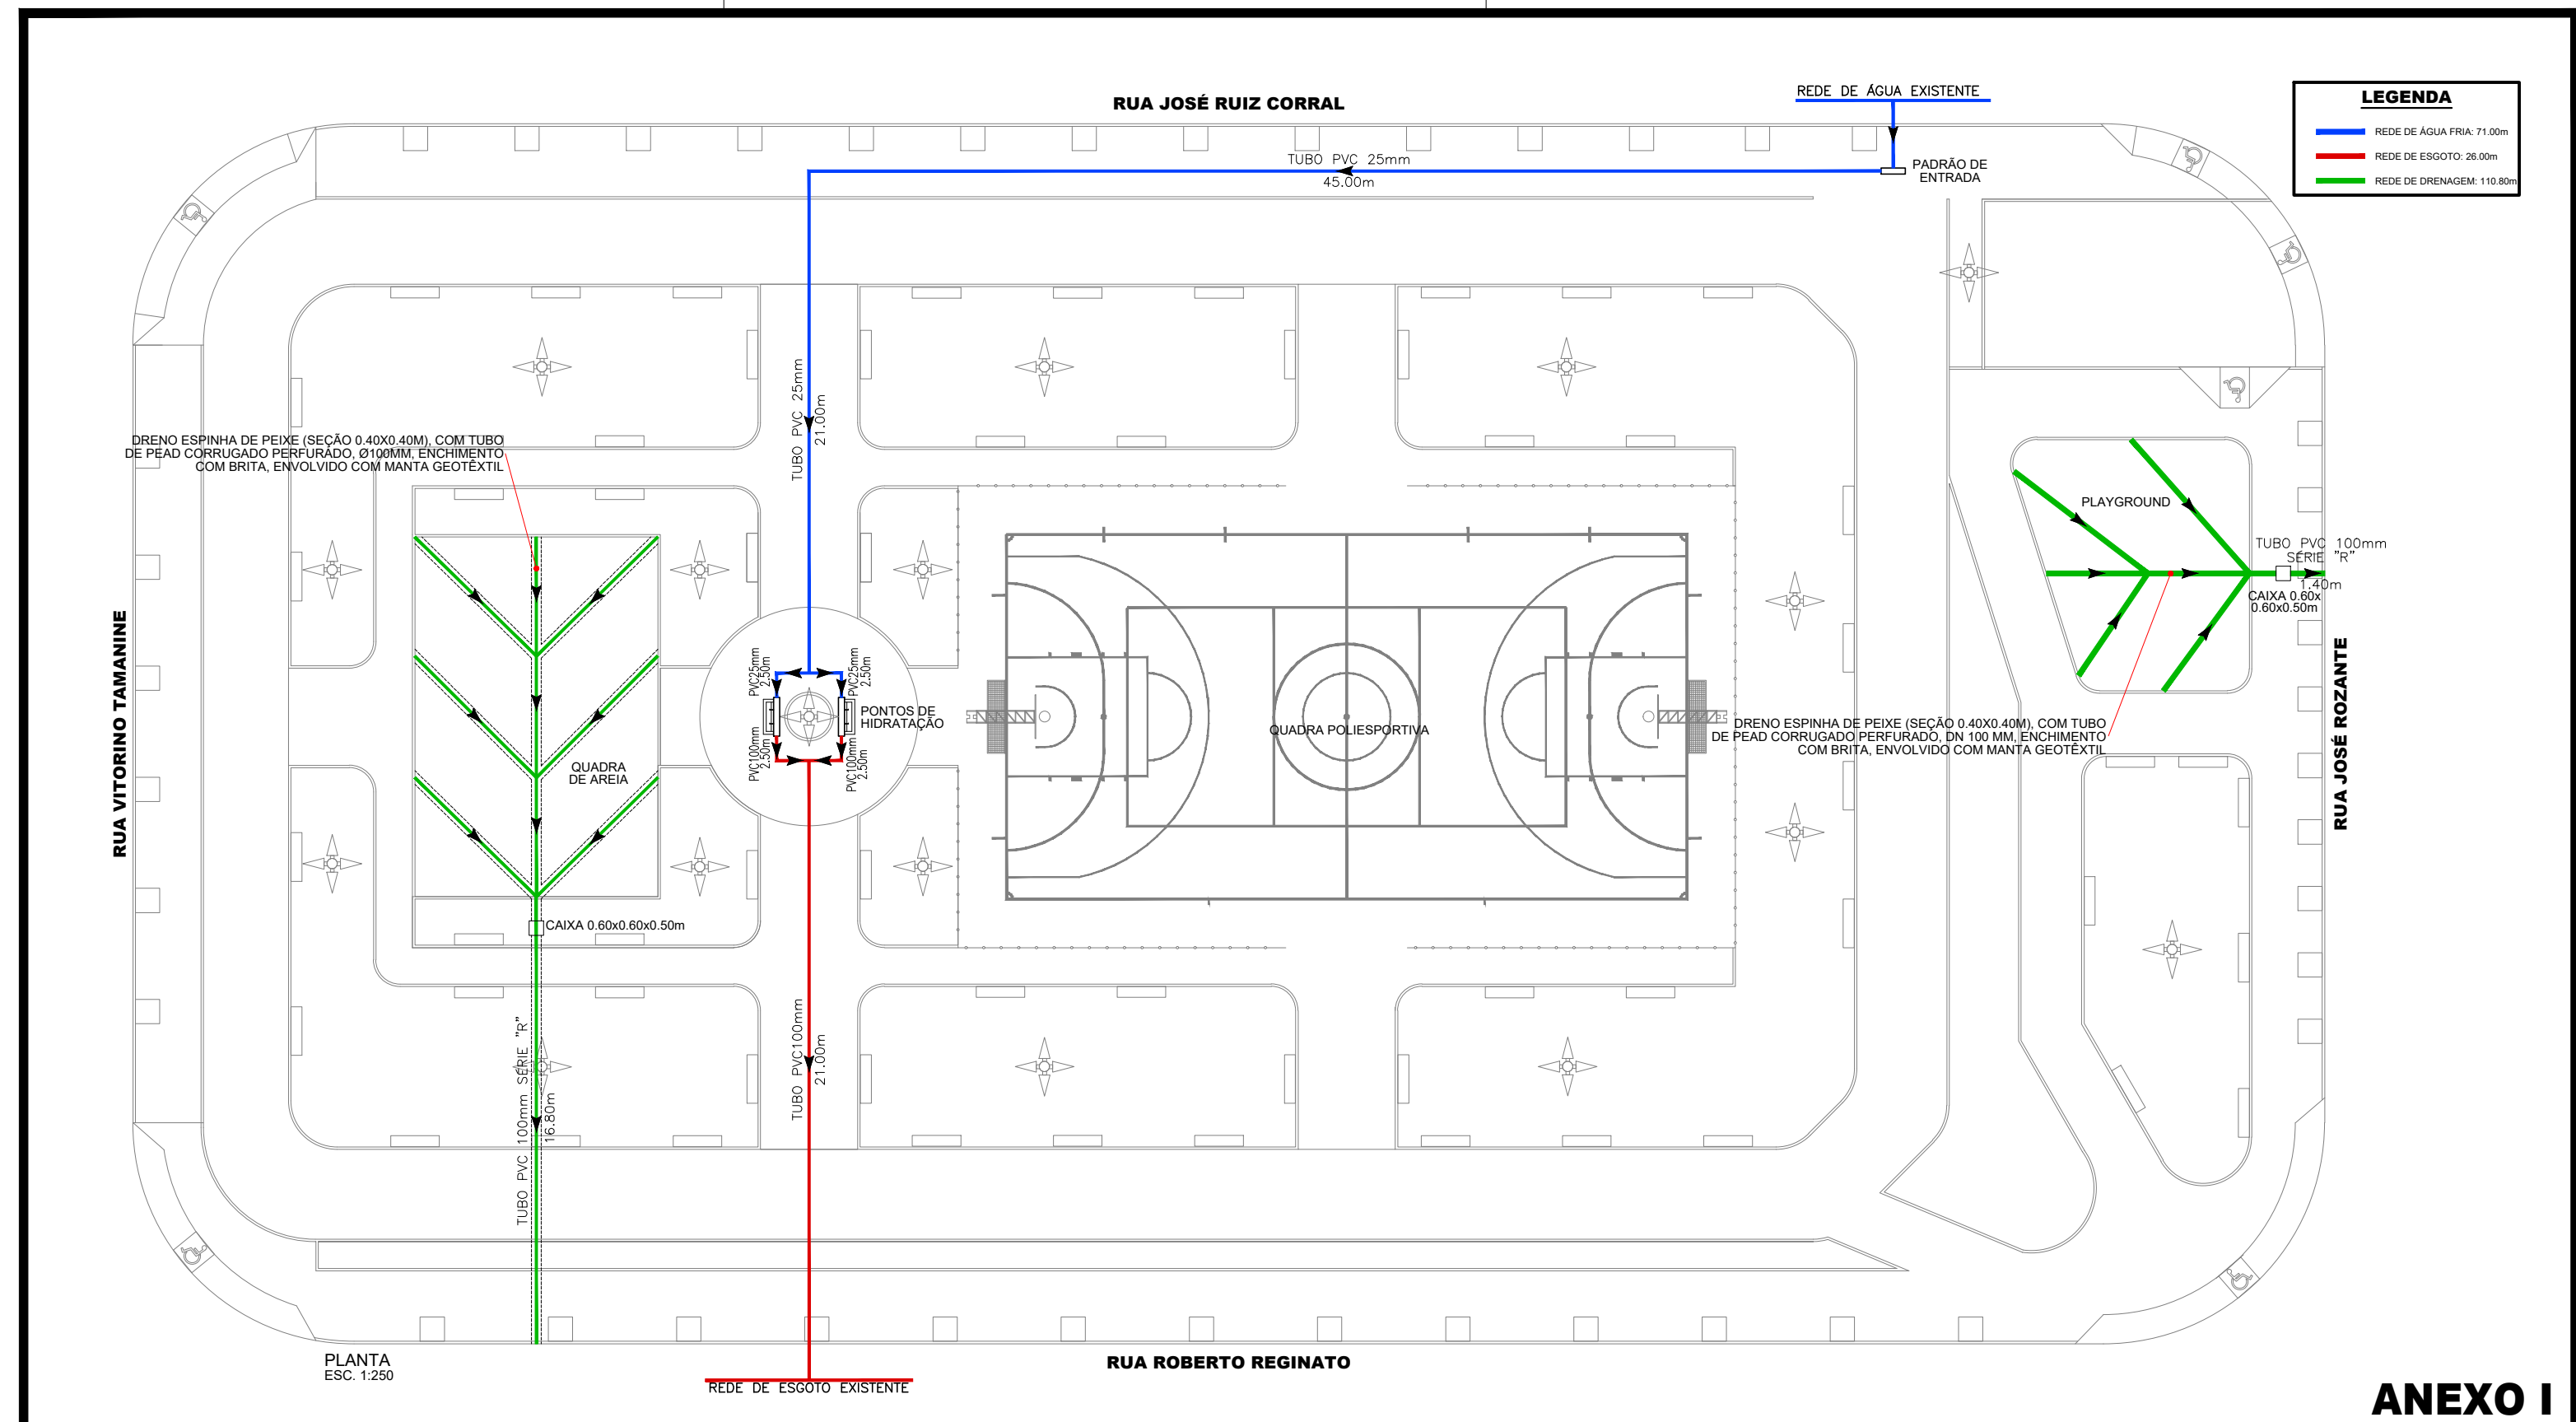 RUA JOSÉ RUIZ CORRAL
REDE DE ÁGUA EXISTENTE
LEGENDA
REDE DE ÁGUA FRIA: 71.00m
REDE DE ESGOTO: 26.00m
REDE DE DRENAGEM: 110.80m
TUBO PVC 25mm
45.00m
PADRÃO DE
ENTRADA
TUBO PVC 25mm
21.00m
DRENO ESPINHA DE PEIXE (SEÇÃO 0.40X0.40M), COM TUBO
DE PEAD CORRUGADO PERFURADO, Ø100MM, ENCHIMENTO
COM BRITA, ENVOLVIDO COM MANTA GEOTÊXTIL
PLAYGROUND
TUBO PVC 100mm
SÉRIE "R"
1.40m
CAIXA 0.60x
0.60x0.50m
RUA VITORINO TAMANINE
RUA JOSÉ ROZANTE
PVC25mm
2.50m
PVC25mm
2.50m
PONTOS DE
HIDRATAÇÃO
PVC100mm
2.50m
PVC100mm
2.50m
QUADRA POLIESPORTIVA
DRENO ESPINHA DE PEIXE (SEÇÃO 0.40X0.40M), COM TUBO
DE PEAD CORRUGADO PERFURADO, DN 100 MM, ENCHIMENTO
COM BRITA, ENVOLVIDO COM MANTA GEOTÊXTIL
QUADRA
DE AREIA
CAIXA 0.60x0.60x0.50m
TUBO PVC 100mm SÉRIE "R"
16.80m
TUBO PVC100mm
21.00m
PLANTA
ESC. 1:250
RUA ROBERTO REGINATO
REDE DE ESGOTO EXISTENTE
ANEXO I